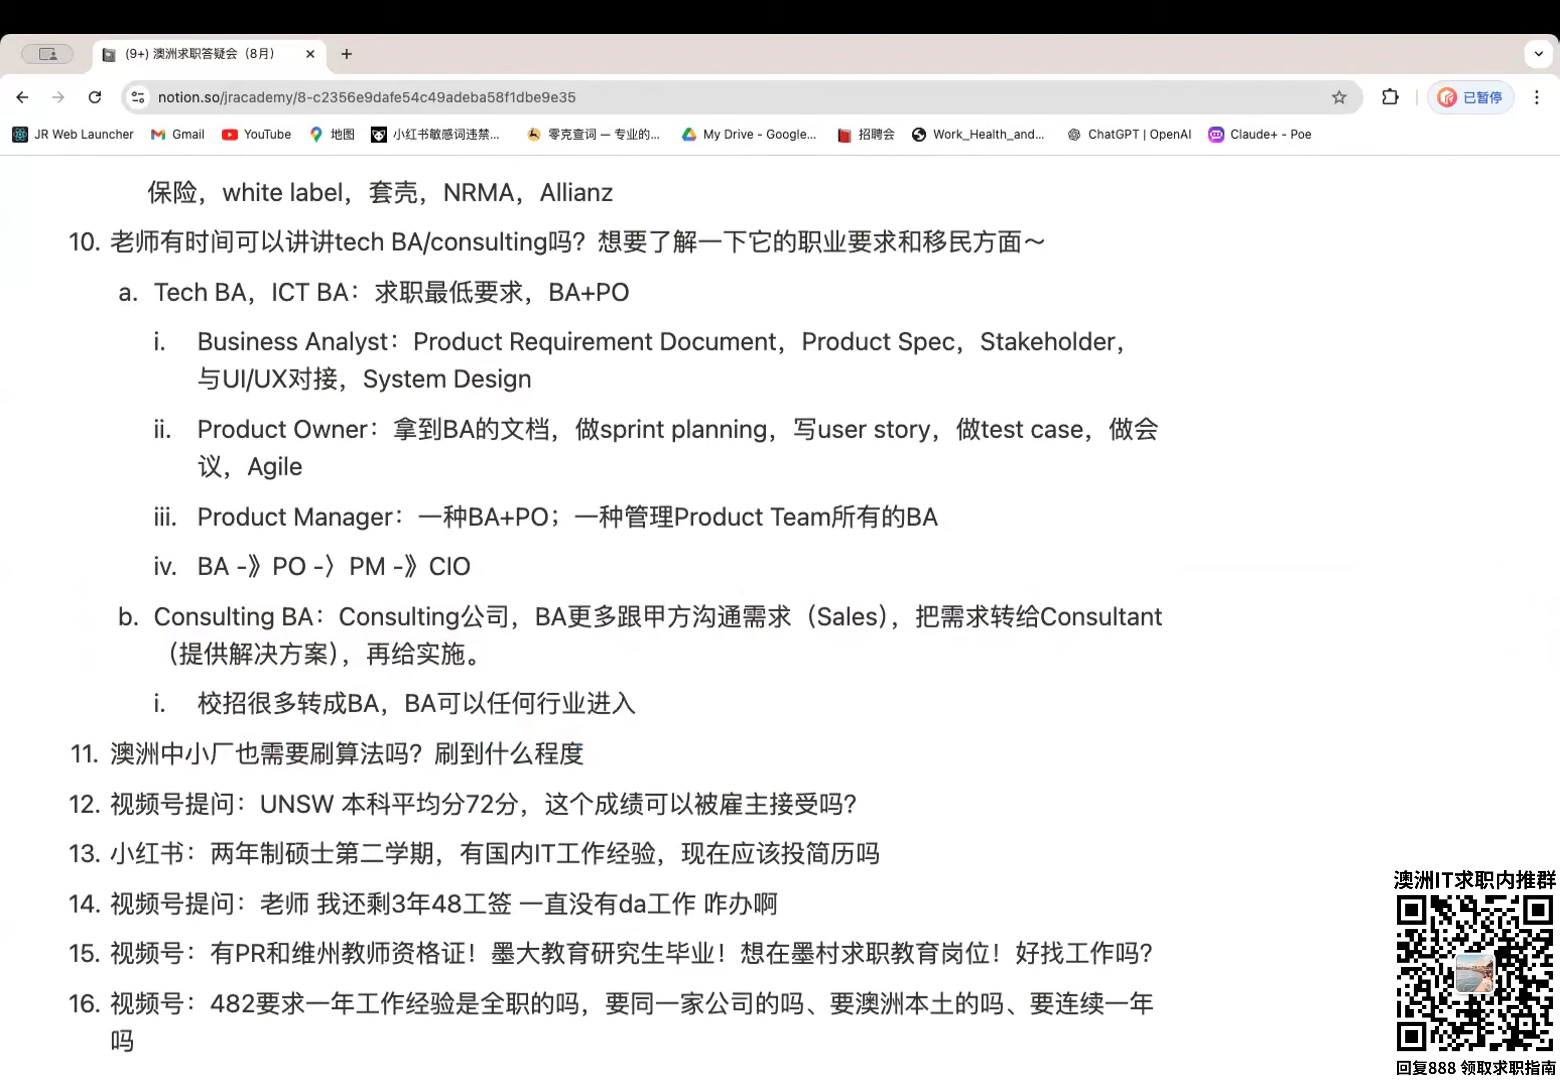 (9+) 澳洲求职答疑会（8月）
notion.so/jracademy/8-c2356e9dafe54c49adeba58f1dbe9e35
已暂停
JR Web Launcher
Gmail
YouTube
地图
小红书敏感词违禁...
零克查词 — 专业的...
My Drive - Google...
招聘会
Work_Health_and...
ChatGPT | OpenAI
Claude+ - Poe
保险，white label，套壳，NRMA，Allianz
10. 老师有时间可以讲讲tech BA/consulting吗？想要了解一下它的职业要求和移民方面～
a. Tech BA，ICT BA：求职最低要求，BA+PO
i. Business Analyst：Product Requirement Document，Product Spec，Stakeholder，
与UI/UX对接，System Design
ii. Product Owner：拿到BA的文档，做sprint planning，写user story，做test case，做会
议，Agile
iii. Product Manager：一种BA+PO；一种管理Product Team所有的BA
iv. BA -》PO -〉PM -》CIO
b. Consulting BA：Consulting公司，BA更多跟甲方沟通需求（Sales），把需求转给Consultant
（提供解决方案），再给实施。
i. 校招很多转成BA，BA可以任何行业进入
11. 澳洲中小厂也需要刷算法吗？刷到什么程度
12. 视频号提问：UNSW 本科平均分72分，这个成绩可以被雇主接受吗?
13. 小红书：两年制硕士第二学期，有国内IT工作经验，现在应该投简历吗
14. 视频号提问：老师 我还剩3年48工签 一直没有da工作 咋办啊
15. 视频号：有PR和维州教师资格证！墨大教育研究生毕业！想在墨村求职教育岗位！好找工作吗?
16. 视频号：482要求一年工作经验是全职的吗，要同一家公司的吗、要澳洲本土的吗、要连续一年
吗
澳洲IT求职内推群
回复888 领取求职指南